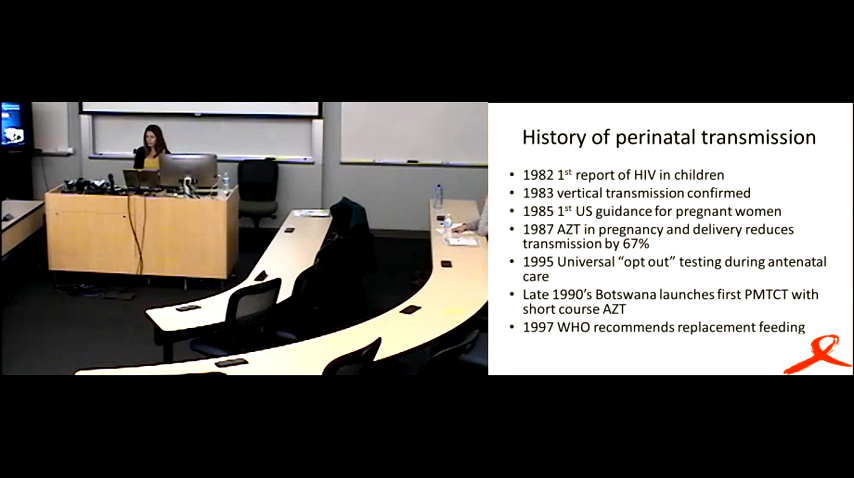 History of perinatal transmission
• 1982 1st report of HIV in children
• 1983 vertical transmission confirmed
• 1985 1st US guidance for pregnant women
• 1987 AZT in pregnancy and delivery reduces
transmission by 67%
• 1995 Universal “opt out” testing during antenatal
care
• Late 1990’s Botswana launches first PMTCT with
short course AZT
• 1997 WHO recommends replacement feeding